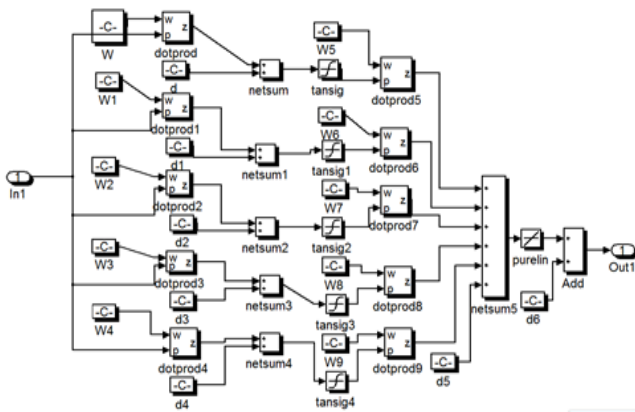 -C-
W
w
p
z
dotprod
-C-
d
+
+
netsum
tansig
-C-
W5
w
p
z
dotprod5
-C-
W1
w
p
z
dotprod1
-C-
d1
+
+
netsum1
tansig1
-C-
W6
w
p
z
dotprod6
1
In1
-C-
W2
w
p
z
dotprod2
-C-
d2
+
+
netsum2
tansig2
-C-
W7
w
p
z
dotprod7
-C-
W3
w
p
z
dotprod3
-C-
d3
+
+
netsum3
tansig3
-C-
W8
w
p
z
dotprod8
-C-
W4
w
p
z
dotprod4
-C-
d4
+
+
netsum4
tansig4
-C-
W9
w
p
z
dotprod9
-C-
d5
+
+
+
+
+
+
netsum5
purelin
-C-
d6
+
+
Add
1
Out1